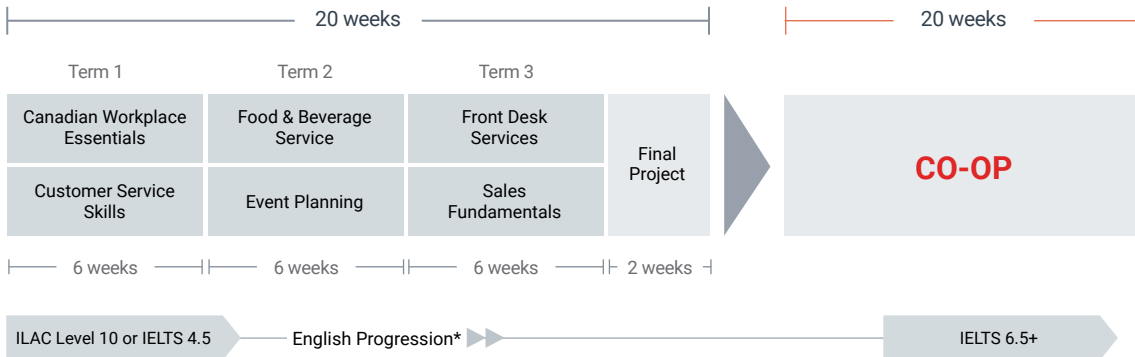 20 weeks
20 weeks
Term 1
Term 2
Term 3
Canadian Workplace
Essentials
Food & Beverage
Service
Front Desk
Services
Final
Project
CO-OP
Customer Service
Skills
Event Planning
Sales
Fundamentals
6 weeks
6 weeks
6 weeks
2 weeks
ILAC Level 10 or IELTS 4.5
English Progression*
IELTS 6.5+